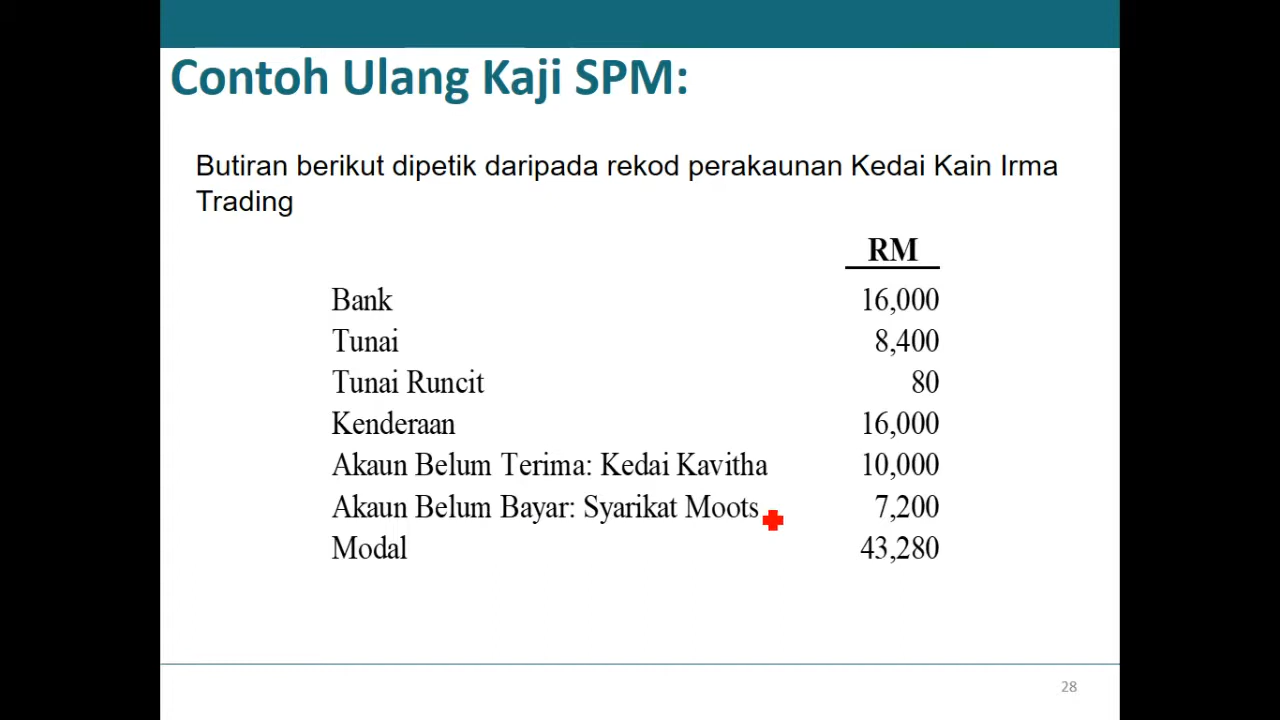 Contoh Ulang Kaji SPM:
Butiran berikut dipetik daripada rekod perakaunan Kedai Kain Irma
Trading
RM
Bank 16,000
Tunai 8,400
Tunai Runcit 80
Kenderaan 16,000
Akaun Belum Terima: Kedai Kavitha 10,000
Akaun Belum Bayar: Syarikat Moots 7,200
Modal 43,280
28